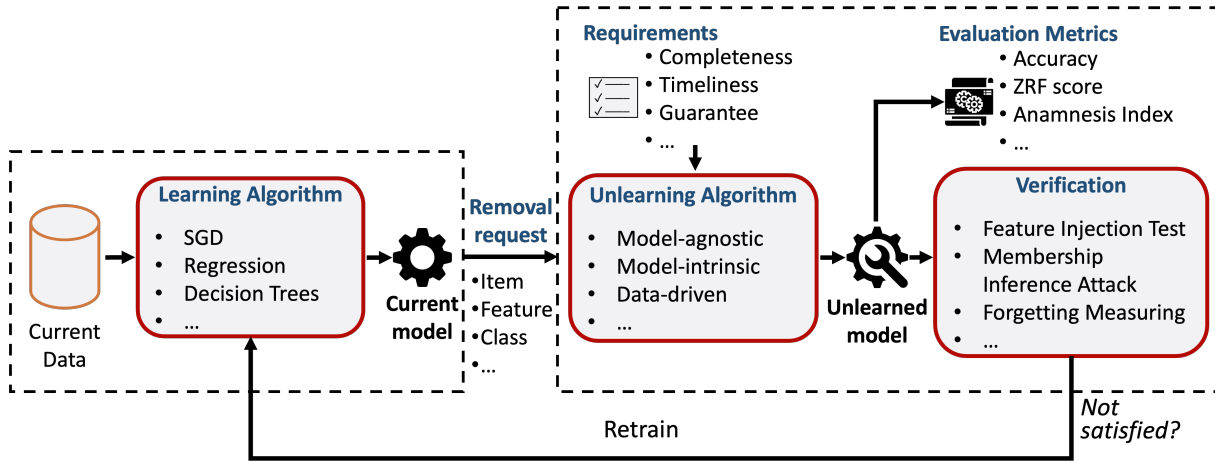 Requirements
• Completeness
• Timeliness
• Guarantee
• ...
Evaluation Metrics
• Accuracy
• ZRF score
• Anamnesis Index
• ...
Current
Data
Learning Algorithm
• SGD
• Regression
• Decision Trees
• ...
Current
model
Removal
request
• Item
• Feature
• Class
• ...
Unlearning Algorithm
• Model-agnostic
• Model-intrinsic
• Data-driven
• ...
Unlearned
model
Verification
• Feature Injection Test
• Membership
Inference Attack
• Forgetting Measuring
• ...
Not
satisfied?
Retrain